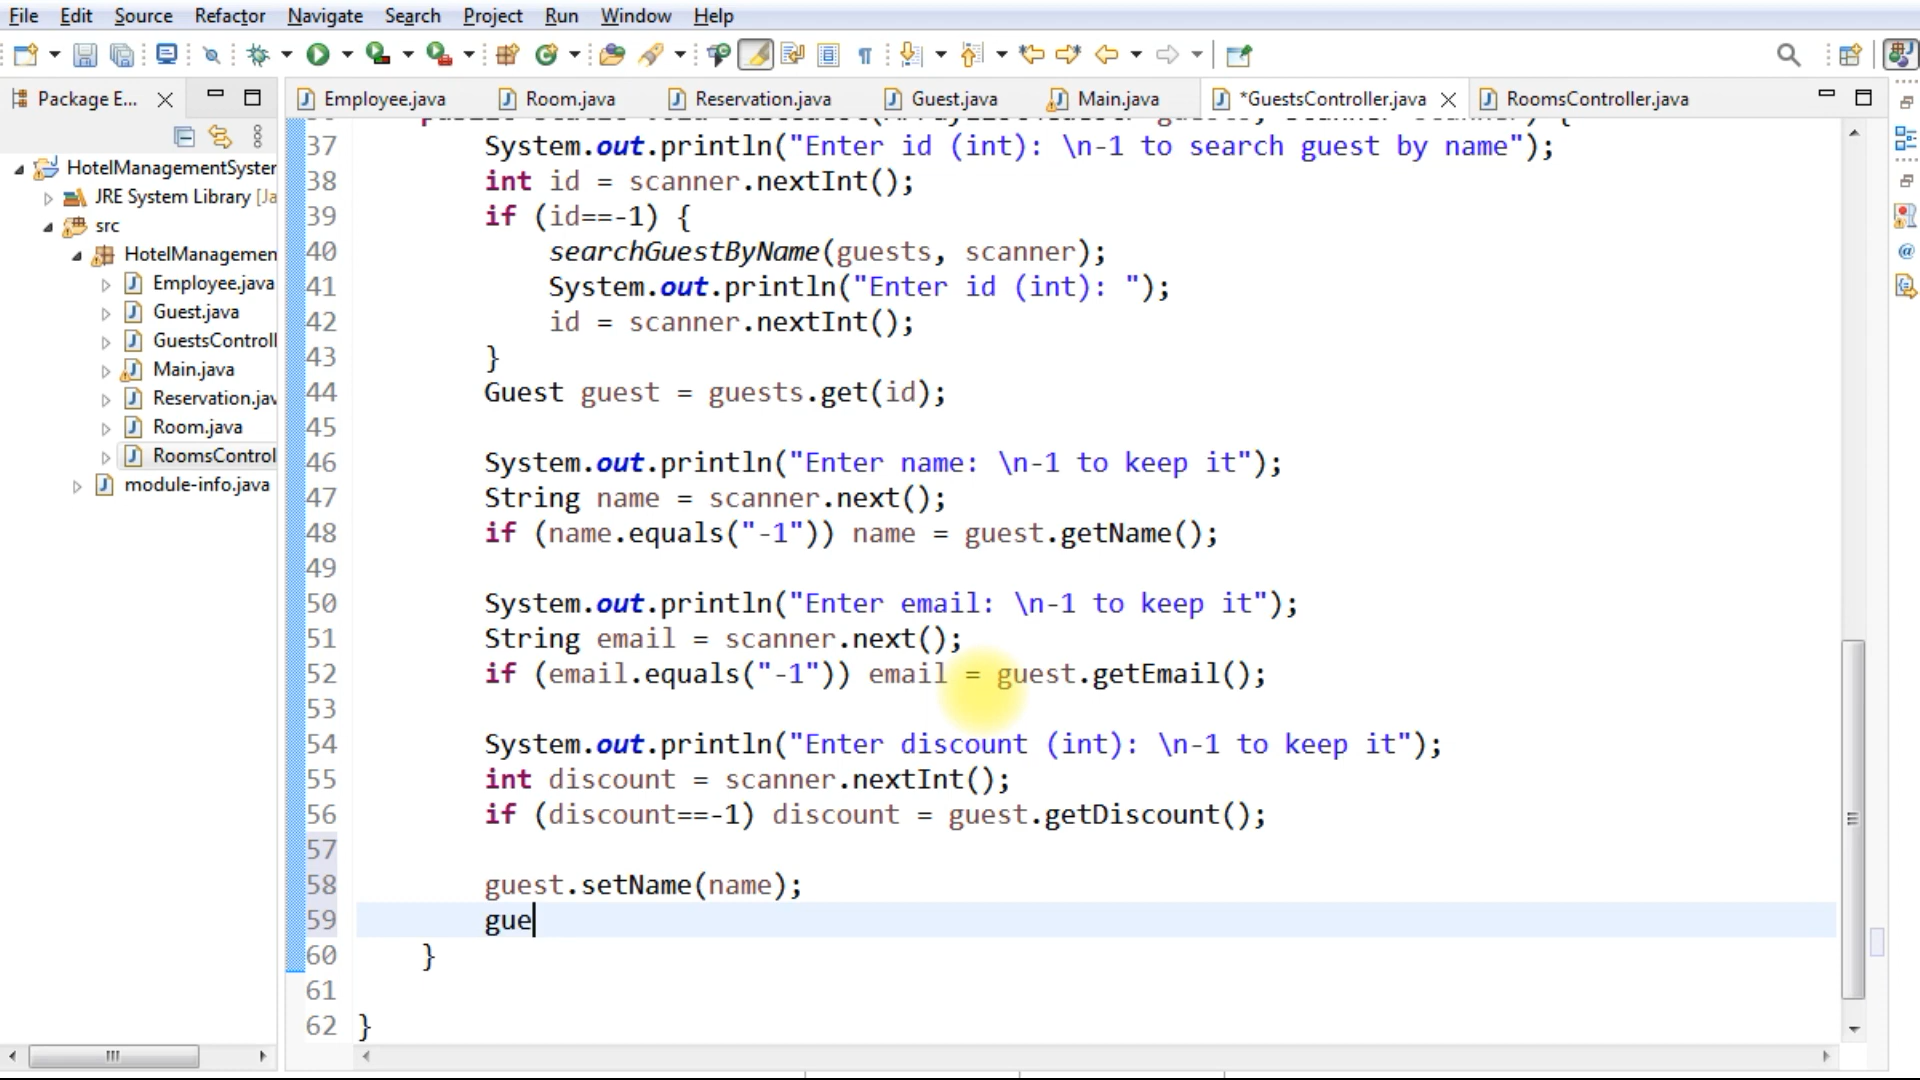 File Edit Source Refactor Navigate Search Project Run Window Help
Package E...
Employee.java Room.java Reservation.java Guest.java Main.java *GuestsController.java RoomsController.java
HotelManagementSyster
JRE System Library [Ja
src
HotelManagemen
Employee.java
Guest.java
GuestsControll
Main.java
Reservation.jav
Room.java
RoomsControl
module-info.java
37 System.out.println("Enter id (int): \n-1 to search guest by name");
38 int id = scanner.nextInt();
39 if (id==-1) {
40 searchGuestByName(guests, scanner);
41 System.out.println("Enter id (int): ");
42 id = scanner.nextInt();
43 }
44 Guest guest = guests.get(id);
45
46 System.out.println("Enter name: \n-1 to keep it");
47 String name = scanner.next();
48 if (name.equals("-1")) name = guest.getName();
49
50 System.out.println("Enter email: \n-1 to keep it");
51 String email = scanner.next();
52 if (email.equals("-1")) email = guest.getEmail();
53
54 System.out.println("Enter discount (int): \n-1 to keep it");
55 int discount = scanner.nextInt();
56 if (discount==-1) discount = guest.getDiscount();
57
58 guest.setName(name);
59 gue
60 }
61
62 }